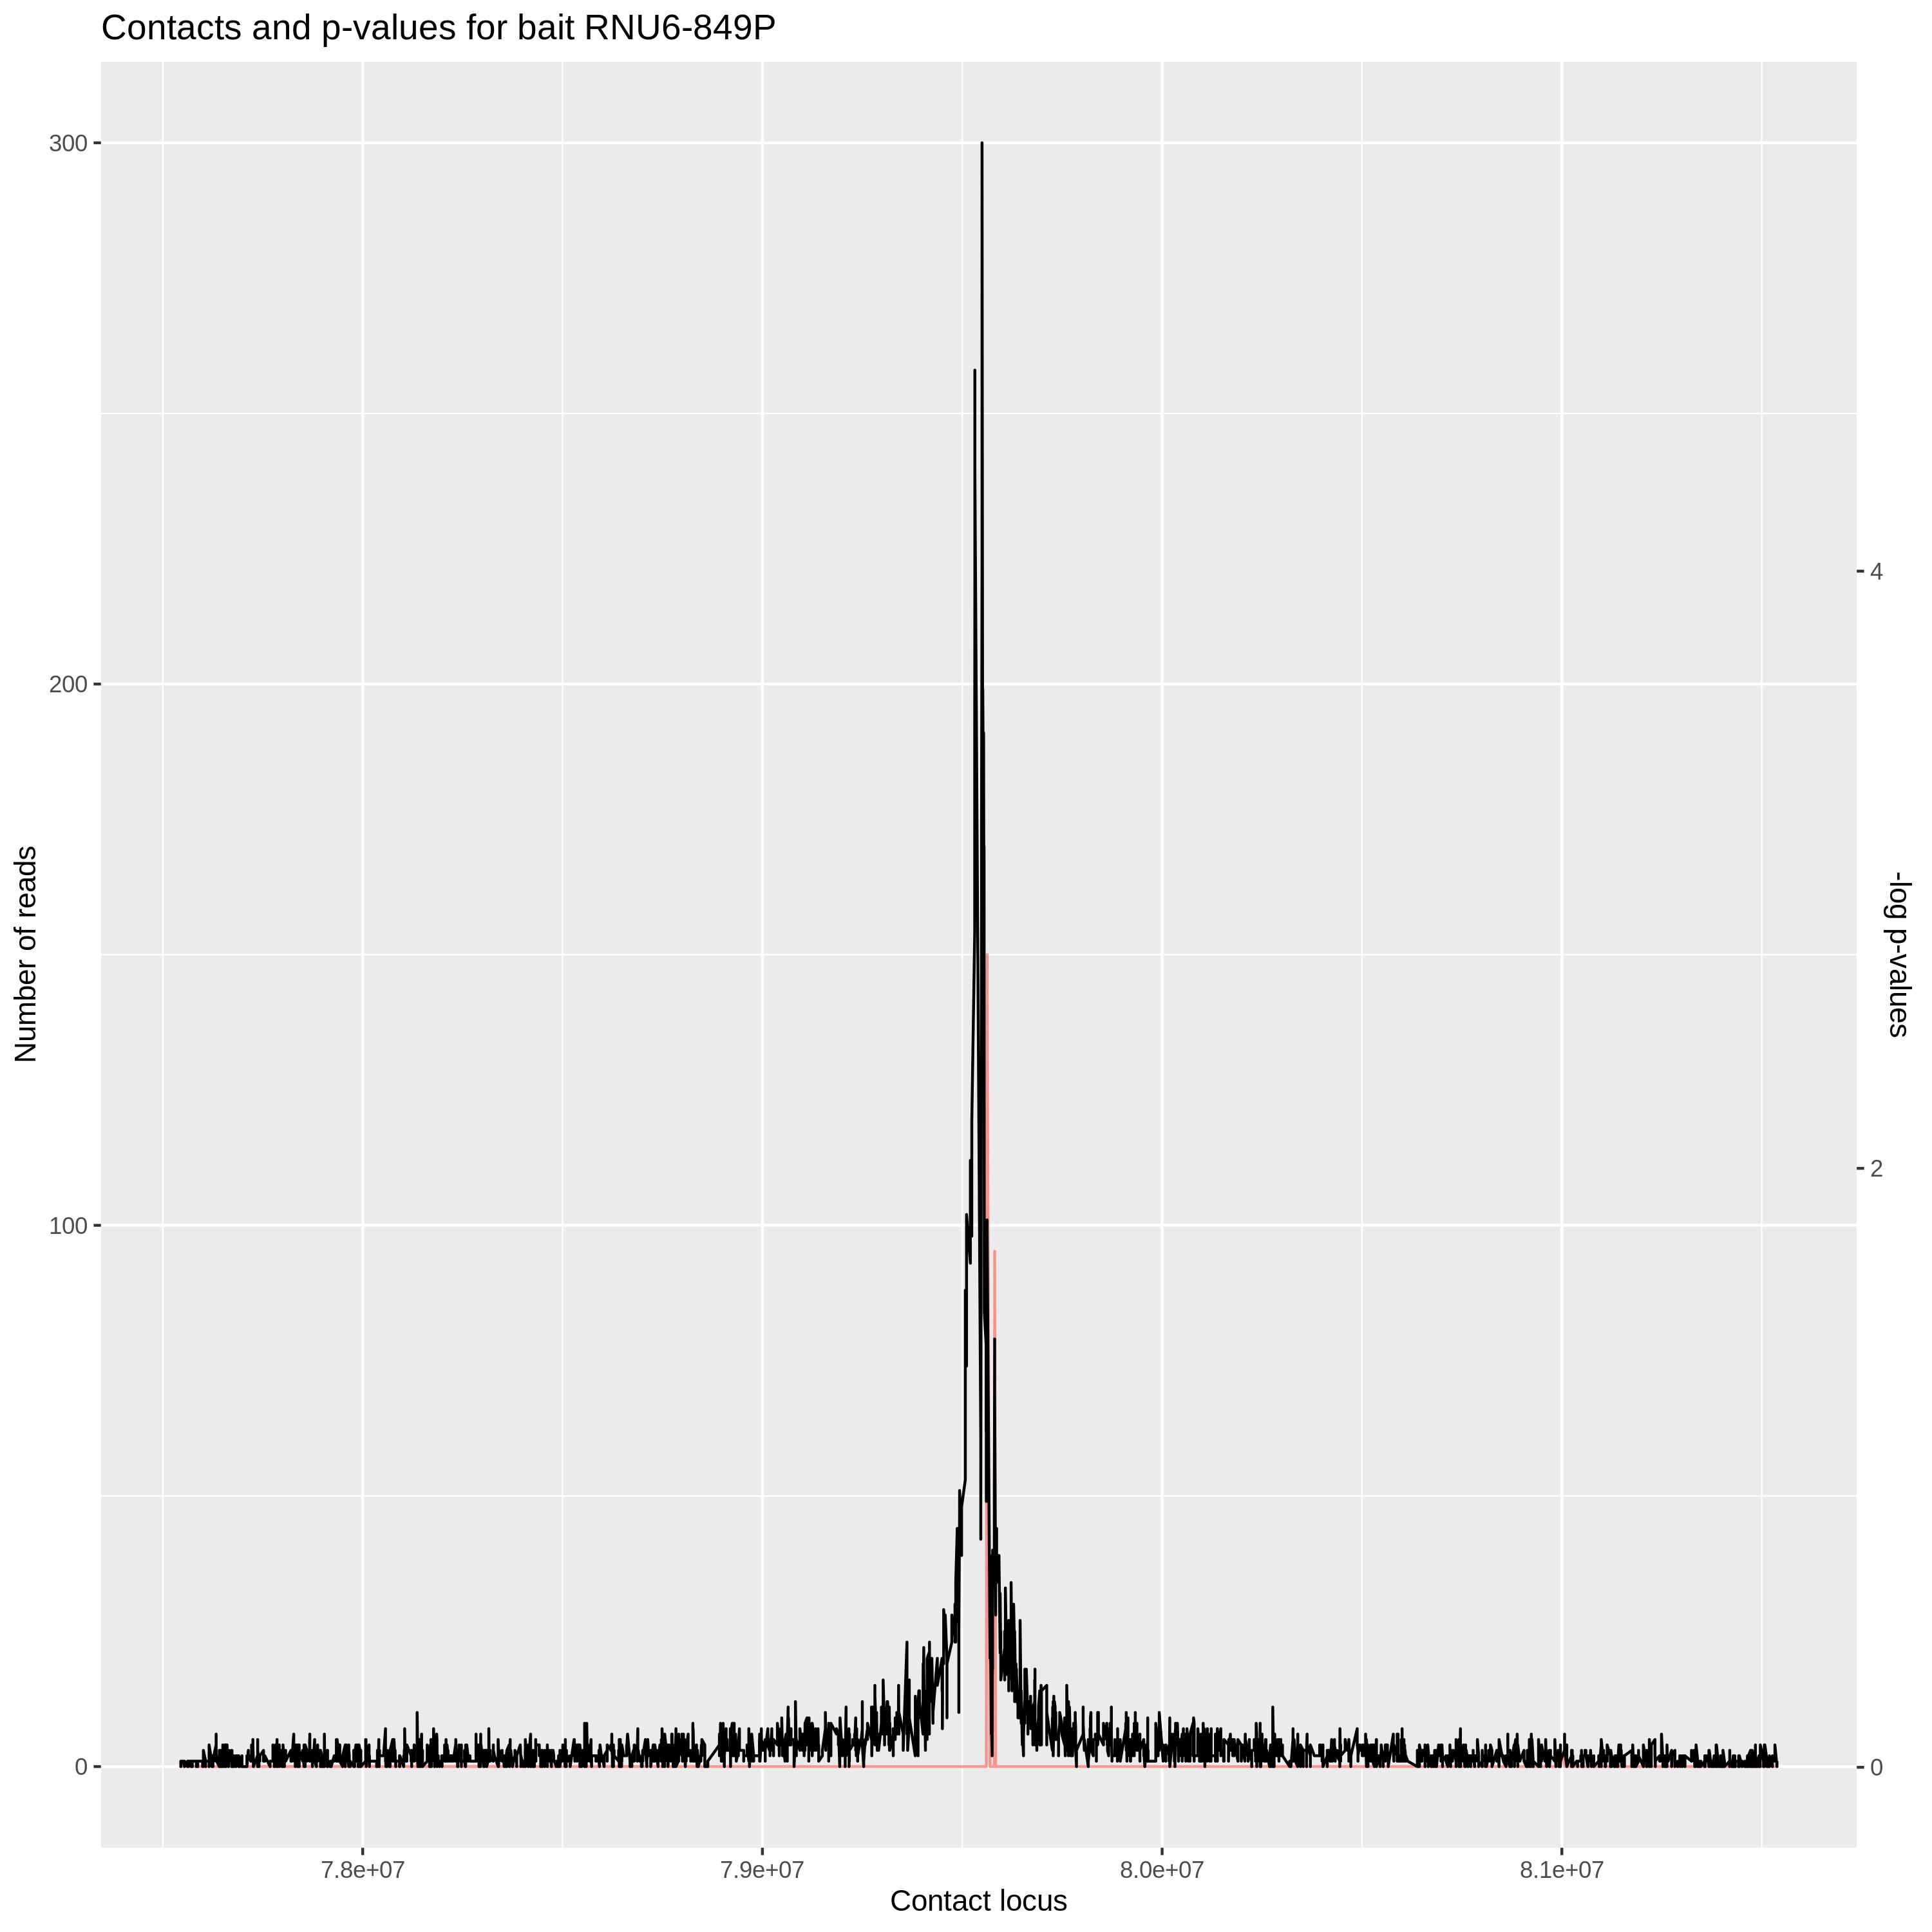 Contacts and p-values for bait RNU6-849P
300
200
100
0
Number of reads
4
2
0
-log p-values
7.8e+07
7.9e+07
8.0e+07
8.1e+07
Contact locus